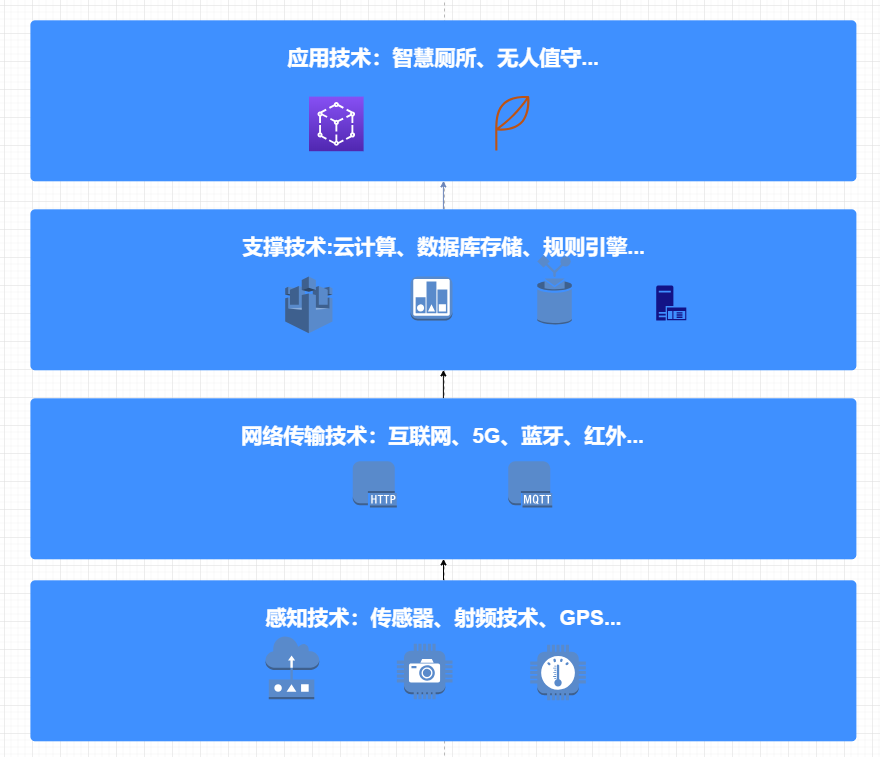 应用技术：智慧厕所、无人值守...
支撑技术:云计算、数据库存储、规则引擎...
网络传输技术：互联网、5G、蓝牙、红外...
HTTP
MQTT
感知技术：传感器、射频技术、GPS...